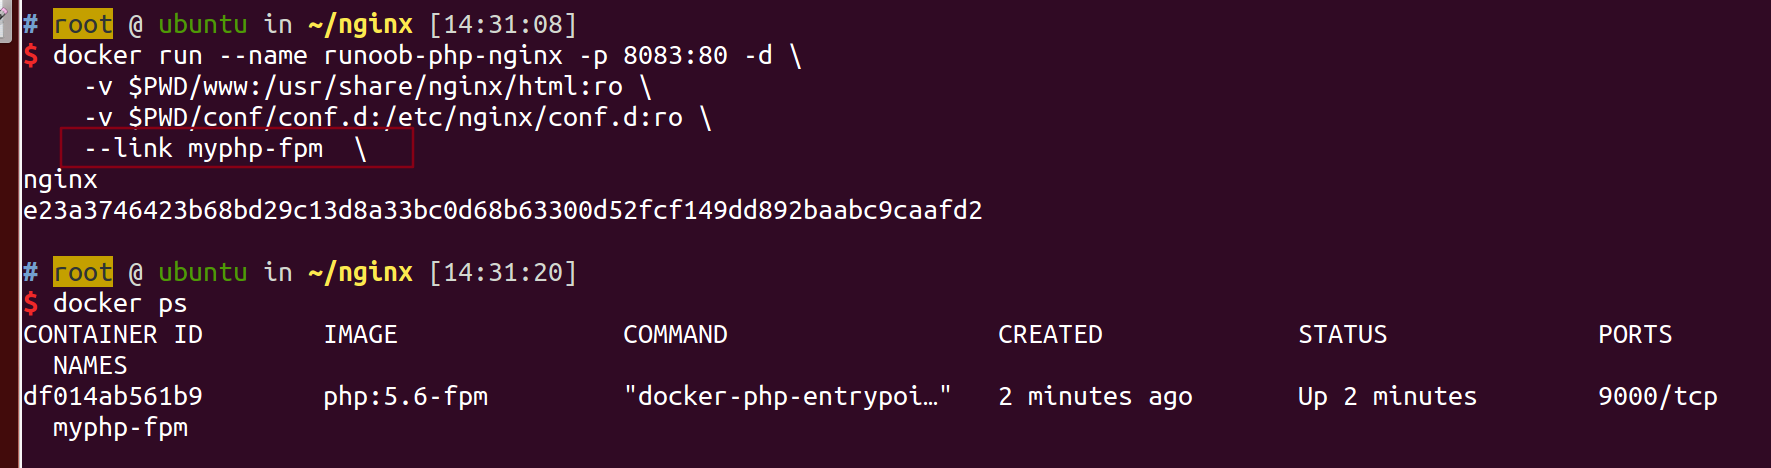 # root @ ubuntu in ~/nginx [14:31:08]
$ docker run --name runoob-php-nginx -p 8083:80 -d \
    -v $PWD/www:/usr/share/nginx/html:ro \
    -v $PWD/conf/conf.d:/etc/nginx/conf.d:ro \
    --link myphp-fpm  \
nginx
e23a3746423b68bd29c13d8a33bc0d68b63300d52fcf149dd892baabc9caafd2
# root @ ubuntu in ~/nginx [14:31:20]
$ docker ps
CONTAINER ID        IMAGE               COMMAND                  CREATED             STATUS              PORTS
  NAMES
df014ab561b9        php:5.6-fpm         "docker-php-entrypoi…"   2 minutes ago       Up 2 minutes        9000/tcp
  myphp-fpm